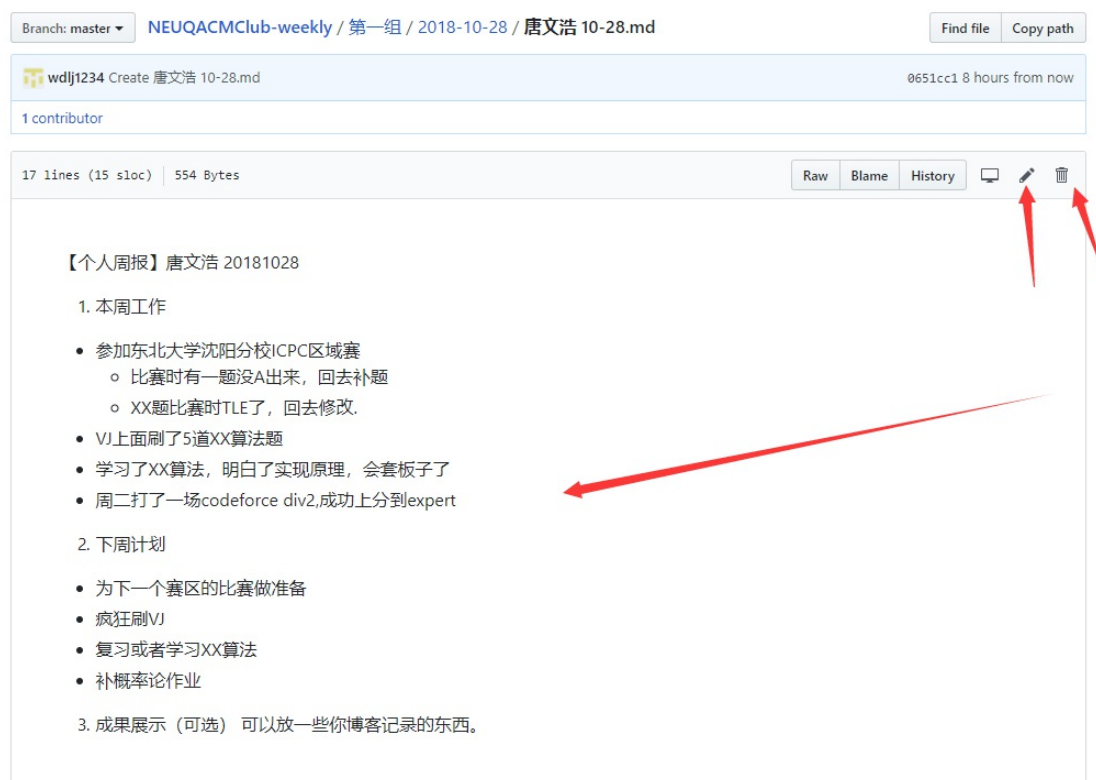 Branch: master NEUQACMClub-weekly / 第一组 / 2018-10-28 / 唐文浩 10-28.md Find file Copy path
wdlj1234 Create 唐文浩 10-28.md 0651cc1 8 hours from now
1 contributor
17 lines (15 sloc) 554 Bytes Raw Blame History
【个人周报】唐文浩 20181028
1. 本周工作
• 参加东北大学沈阳分校ICPC区域赛
◦ 比赛时有一题没A出来，回去补题
◦ XX题比赛时TLE了，回去修改.
• VJ上面刷了5道XX算法题
• 学习了XX算法，明白了实现原理，会套板子了
• 周二打了一场codeforce div2,成功上分到expert
2. 下周计划
• 为下一个赛区的比赛做准备
• 疯狂刷VJ
• 复习或者学习XX算法
• 补概率论作业
3. 成果展示（可选） 可以放一些你博客记录的东西。